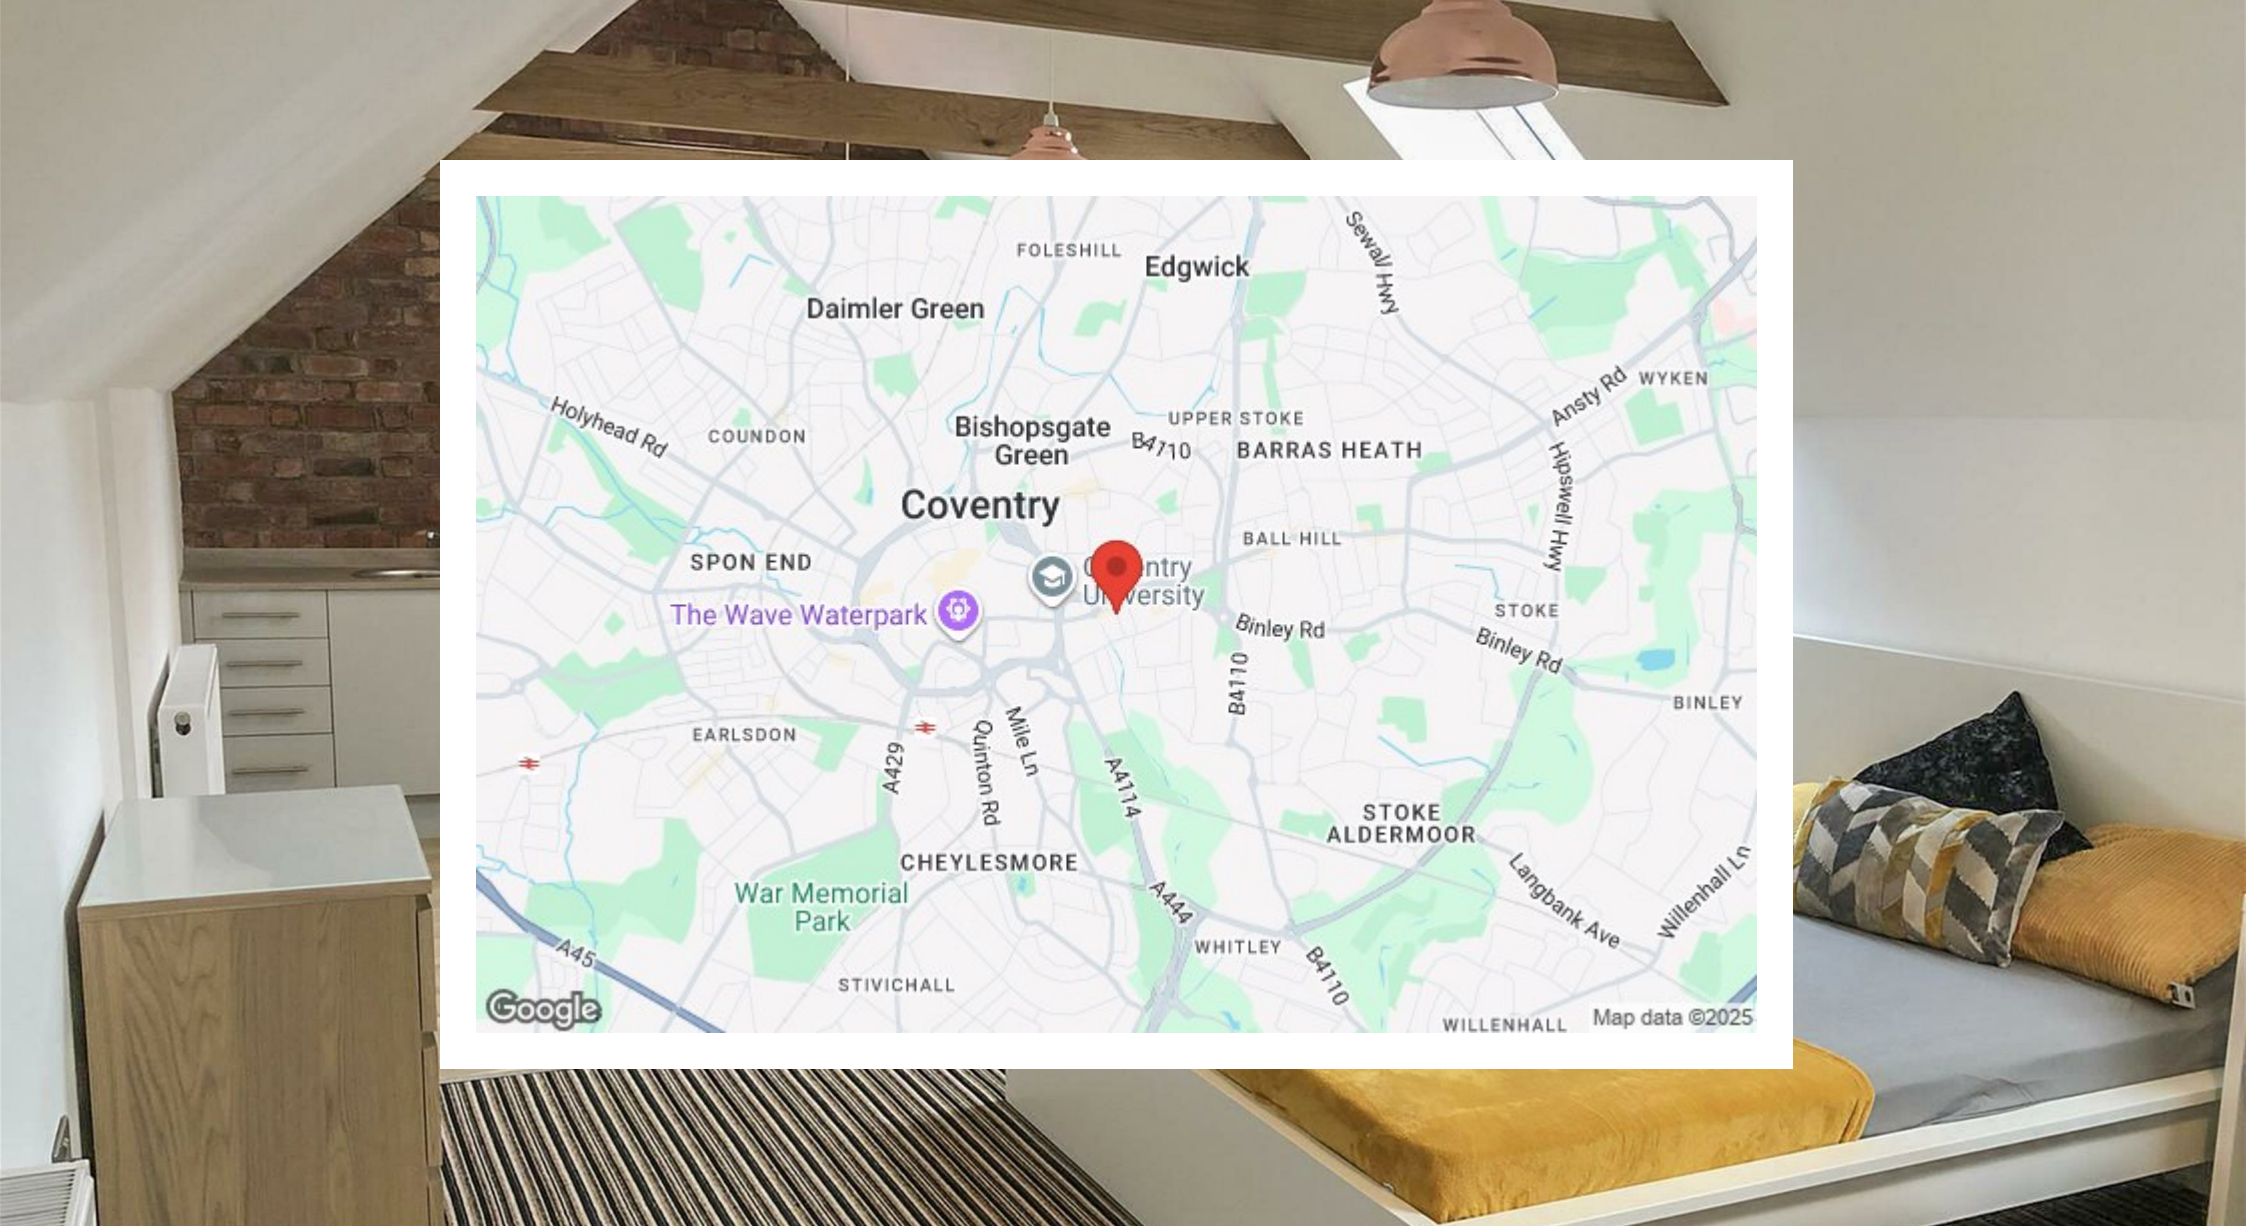 Sewall Hwy
FOLESHILL
Edgwick
Daimler Green
WYKEN
Ansty Rd
Holyhead Rd
COUNDON
Bishopsgate
Green
B4110
UPPER STOKE
BARRAS HEATH
Hipswell Hwy
Coventry
BALL HILL
SPON END
entry
The Wave Waterpark
Binley Rd
STOKE
Binley Rd
B4110
BINLEY
EARLSDON
A429
Quinton Rd
Mile Ln
A4114
STOKE
ALDERMOOR
CHEYLESMORE
War Memorial
Park
A444
Langbank Ave
Willenhall Ln
A45
WHITLEY
B4110
STIVICHALL
Google
WILLENHALL
Map data ©2025